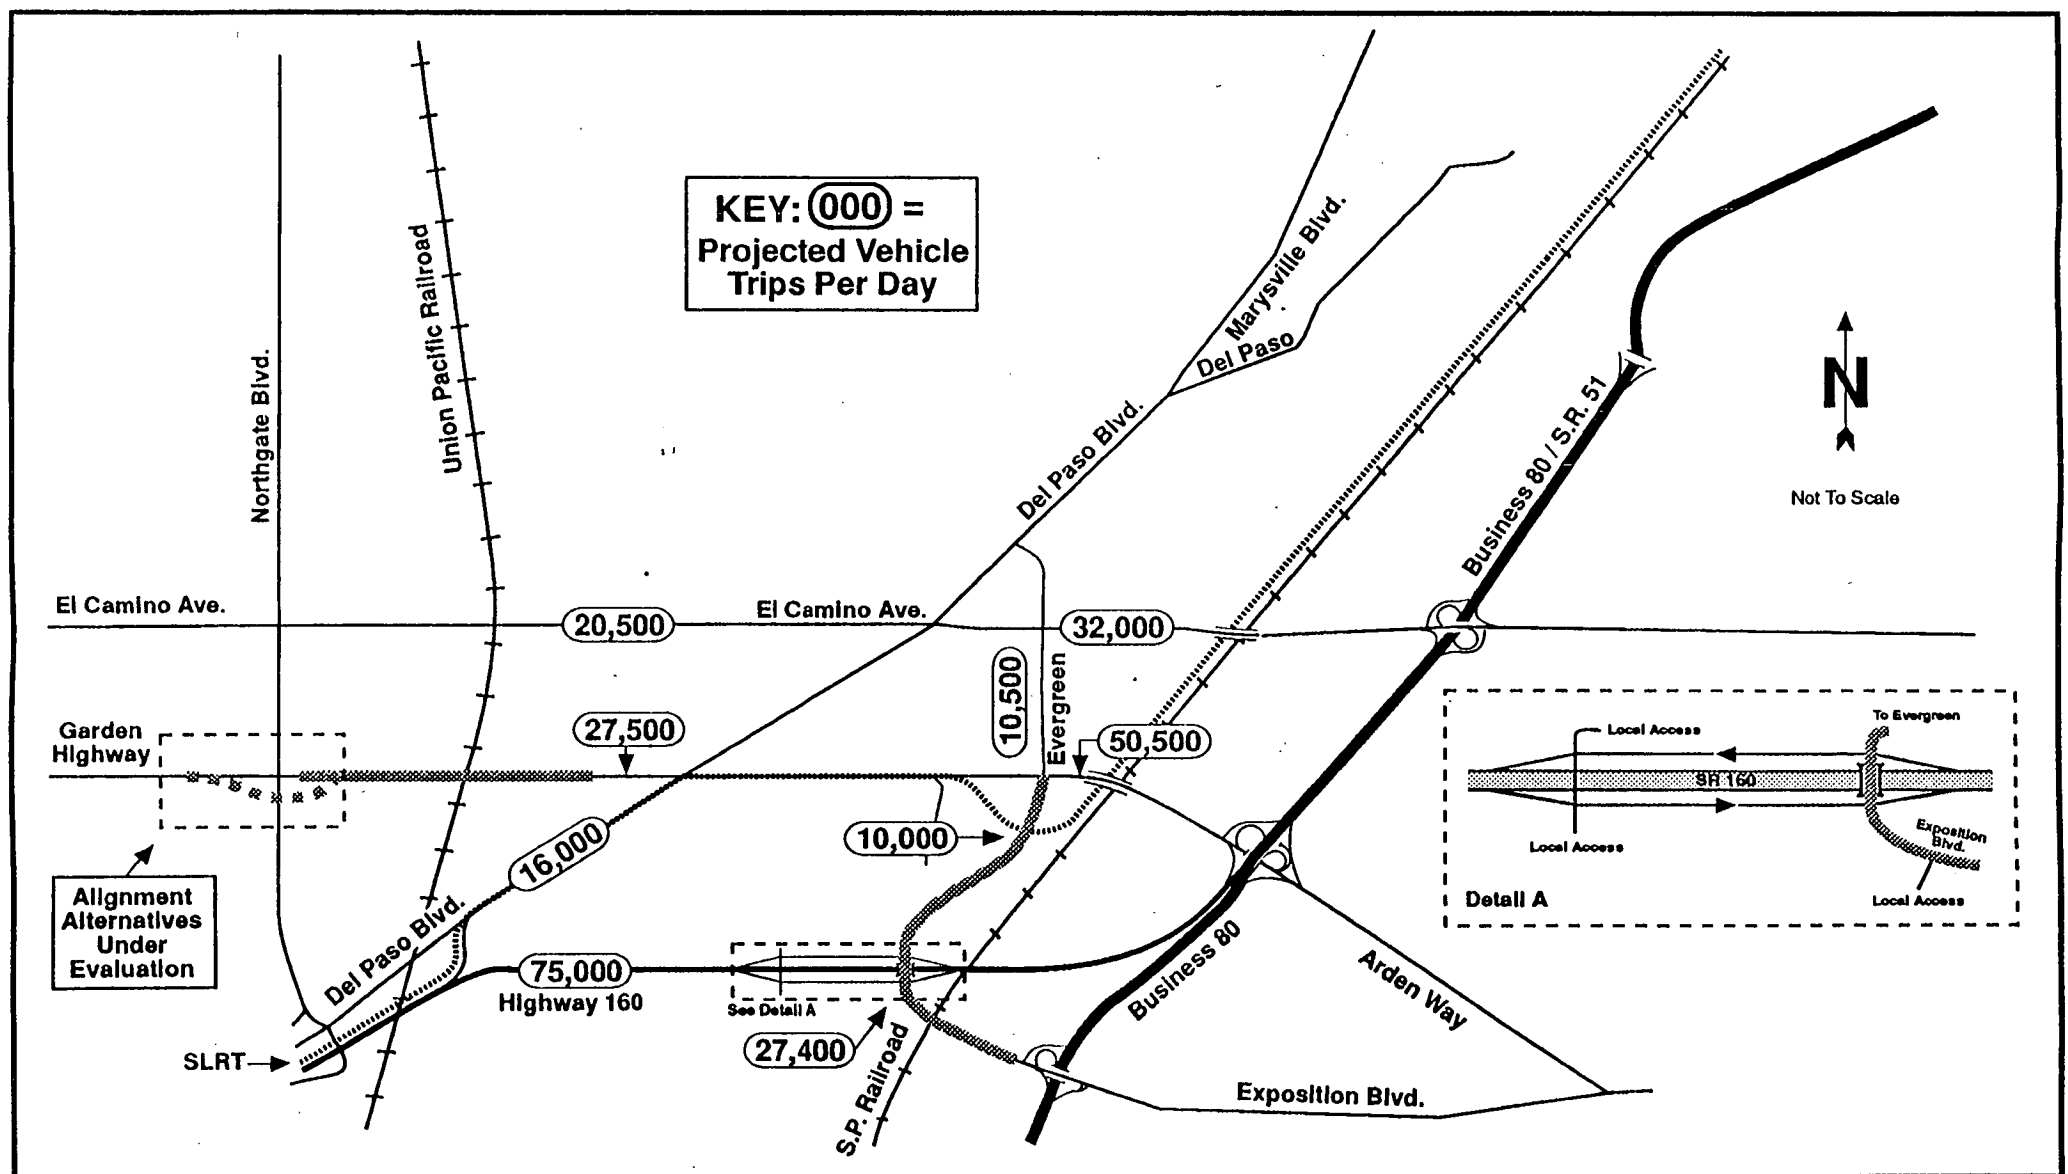 KEY: 000 =
Projected Vehicle
Trips Per Day
Northgate Blvd.
Union Pacific Railroad
Marysville Blvd.
Del Paso
Del Paso Blvd.
Business 80 / S.R. 51
N
Not To Scale
El Camino Ave.
20,500
El Camino Ave.
32,000
10,500
Evergreen
Garden
Highway
27,500
50,500
10,000
16,000
Alignment
Alternatives
Under
Evaluation
Del Paso Blvd.
75,000
Highway 160
See Detail A
27,400
SLRT
S.P. Railroad
Business 80
Arden Way
Exposition Blvd.
To Evergreen
Local Access
SR 160
Exposition
Blvd.
Local Access
Local Access
Detail A